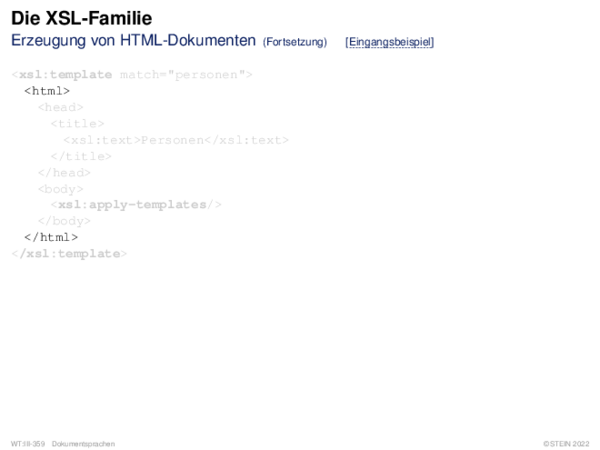 Die XSL-Familie
Erzeugung von HTML-Dokumenten (Fortsetzung) [Eingangsbeispiel]
<xsl:template match="personen">
<html>
<head>
<title>
<xsl:text>Personen</xsl:text>
</title>
</head>
<body>
<xsl:apply-templates/>
</body>
</html>
</xsl:template>
WT:III-359 Dokumentsprachen ©STEIN 2022